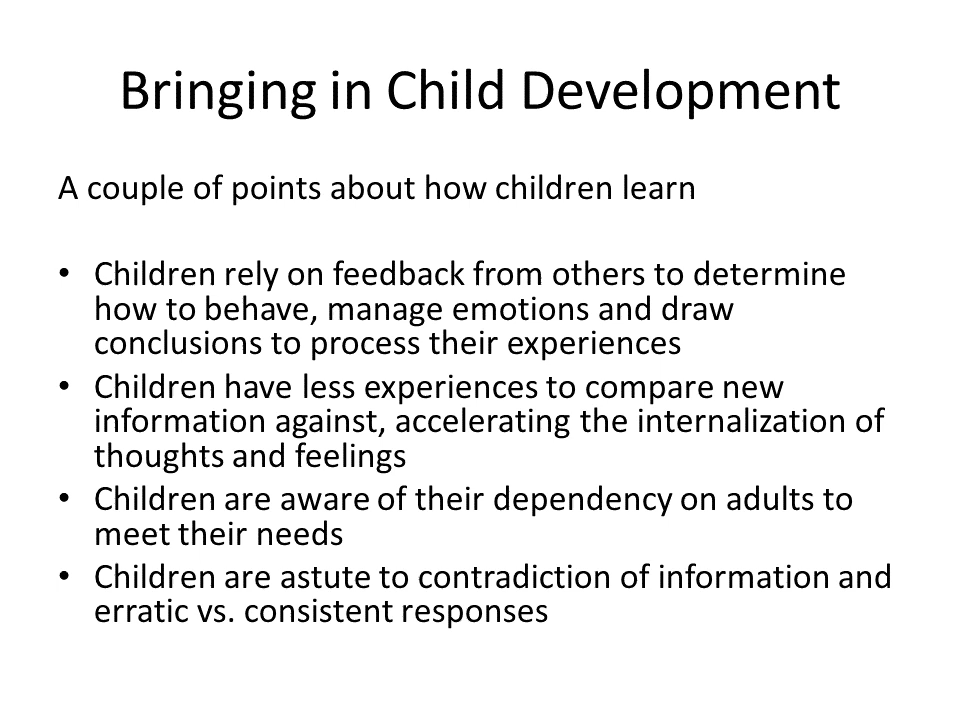 Bringing in Child Development
A couple of points about how children learn
• Children rely on feedback from others to determine
how to behave, manage emotions and draw
conclusions to process their experiences
• Children have less experiences to compare new
information against, accelerating the internalization of
thoughts and feelings
• Children are aware of their dependency on adults to
meet their needs
• Children are astute to contradiction of information and
erratic vs. consistent responses